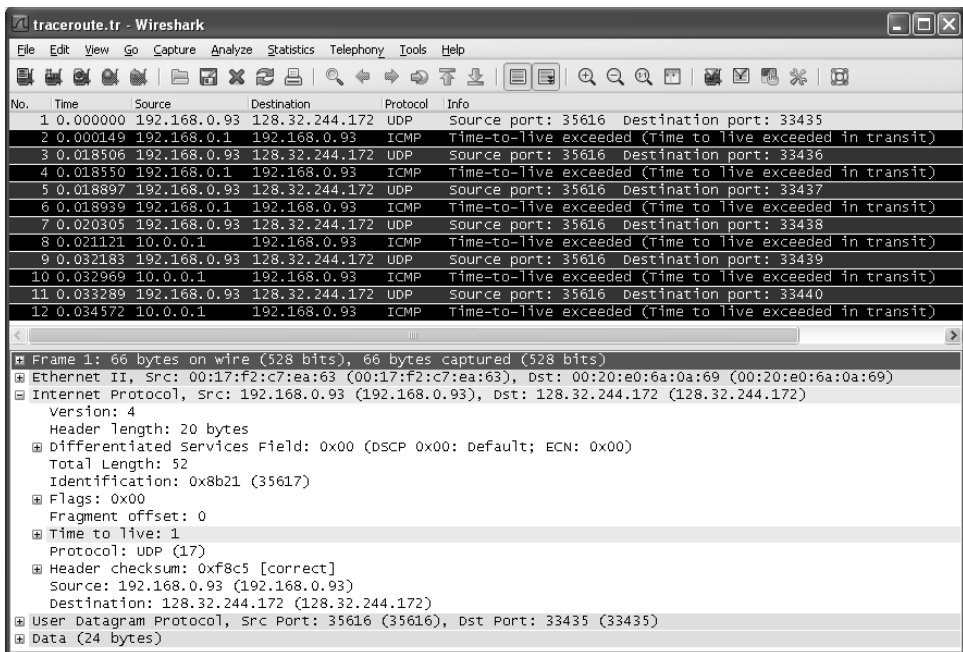 traceroute.tr - Wireshark
File Edit View Go Capture Analyze Statistics Telephony Tools Help
No. Time Source Destination Protocol Info
1 0.000000 192.168.0.93 128.32.244.172 UDP Source port: 35616 Destination port: 33435
2 0.000149 192.168.0.1 192.168.0.93 ICMP Time-to-live exceeded (Time to live exceeded in transit)
3 0.018506 192.168.0.93 128.32.244.172 UDP Source port: 35616 Destination port: 33436
4 0.018550 192.168.0.1 192.168.0.93 ICMP Time-to-live exceeded (Time to live exceeded in transit)
5 0.018897 192.168.0.93 128.32.244.172 UDP Source port: 35616 Destination port: 33437
6 0.018939 192.168.0.1 192.168.0.93 ICMP Time-to-live exceeded (Time to live exceeded in transit)
7 0.020305 192.168.0.93 128.32.244.172 UDP Source port: 35616 Destination port: 33438
8 0.021121 10.0.0.1 192.168.0.93 ICMP Time-to-live exceeded (Time to live exceeded in transit)
9 0.032183 192.168.0.93 128.32.244.172 UDP Source port: 35616 Destination port: 33439
10 0.032969 10.0.0.1 192.168.0.93 ICMP Time-to-live exceeded (Time to live exceeded in transit)
11 0.033289 192.168.0.93 128.32.244.172 UDP Source port: 35616 Destination port: 33440
12 0.034572 10.0.0.1 192.168.0.93 ICMP Time-to-live exceeded (Time to live exceeded in transit)
Frame 1: 66 bytes on wire (528 bits), 66 bytes captured (528 bits)
Ethernet II, Src: 00:17:f2:c7:ea:63 (00:17:f2:c7:ea:63), Dst: 00:20:e0:6a:0a:69 (00:20:e0:6a:0a:69)
Internet Protocol, Src: 192.168.0.93 (192.168.0.93), Dst: 128.32.244.172 (128.32.244.172)
Version: 4
Header length: 20 bytes
Differentiated Services Field: 0x00 (DSCP 0x00: Default; ECN: 0x00)
Total Length: 52
Identification: 0x8b21 (35617)
Flags: 0x00
Fragment offset: 0
Time to live: 1
Protocol: UDP (17)
Header checksum: 0xf8c5 [correct]
Source: 192.168.0.93 (192.168.0.93)
Destination: 128.32.244.172 (128.32.244.172)
User Datagram Protocol, Src Port: 35616 (35616), Dst Port: 33435 (33435)
Data (24 bytes)